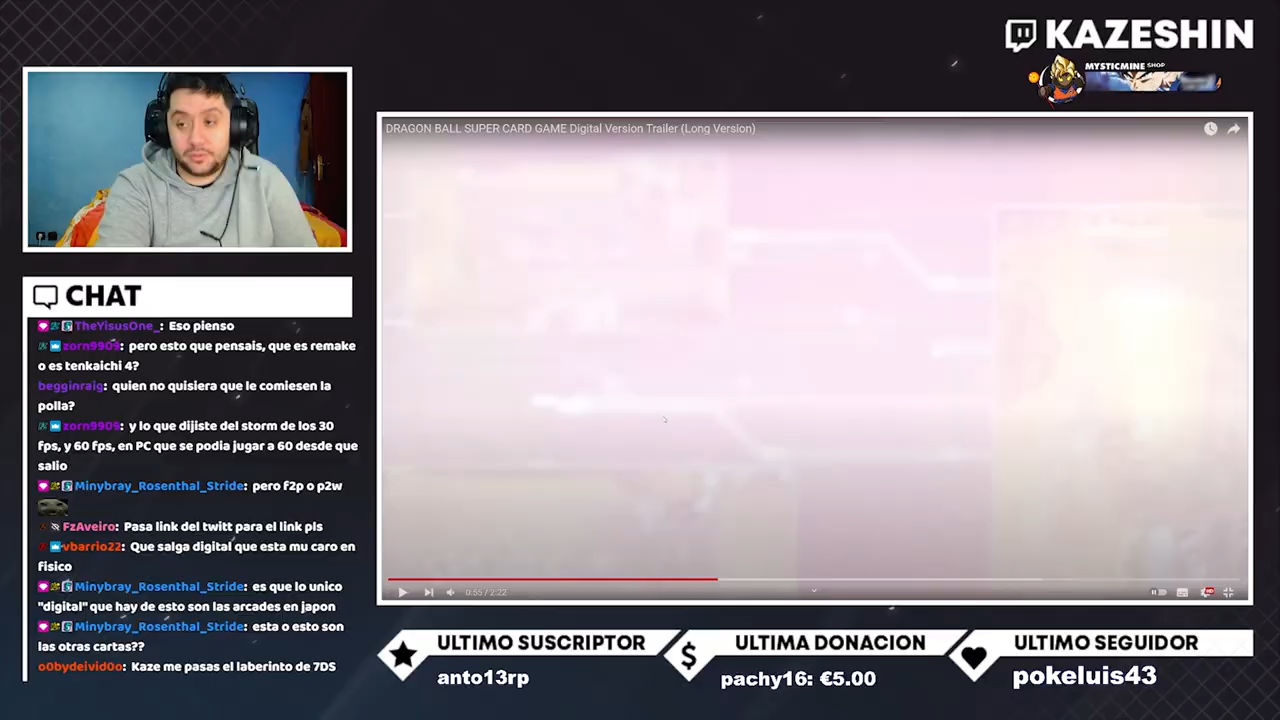 KAZESHIN
MYSTICMINE SHOP
DRAGON BALL SUPER CARD GAME Digital Version Trailer (Long Version)
CHAT
TheYisusOne_: Eso pienso
zorn9909: pero esto que pensais, que es remake
o es tenkaichi 4?
begginraig: quien no quisiera que le comiesen la
polla?
zorn9909: y lo que dijiste del storm de los 30
fps, y 60 fps, en PC que se podia jugar a 60 desde que
salio
Minybray_Rosenthal_Stride: pero f2p o p2w
FzAveiro: Pasa link del twitt para el link pls
vbarrio22: Que salga digital que esta mu caro en
fisico
Minybray_Rosenthal_Stride: es que lo unico
"digital" que hay de esto son las arcades en japon
Minybray_Rosenthal_Stride: esta o esto son
las otras cartas??
o0bydeivid0o: Kaze me pasas el laberinto de 7DS
0:55 / 2:22
HD
ULTIMO SUSCRIPTOR
anto13rp
$
ULTIMA DONACION
pachy16: €5.00
ULTIMO SEGUIDOR
pokeluis43